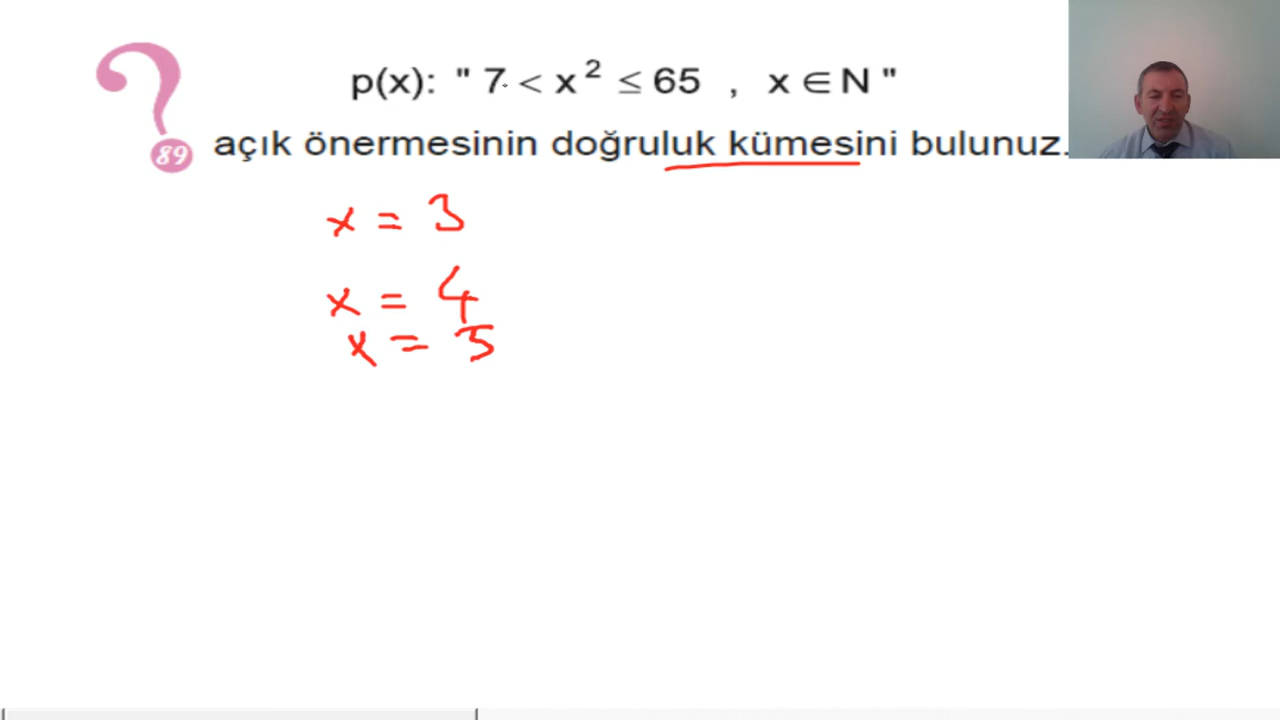 p(x): " 7 < x² ≤ 65 , x ∈ N "
89
açık önermesinin doğruluk kümesini bulunuz.
x = 3
x = 4
x = 5